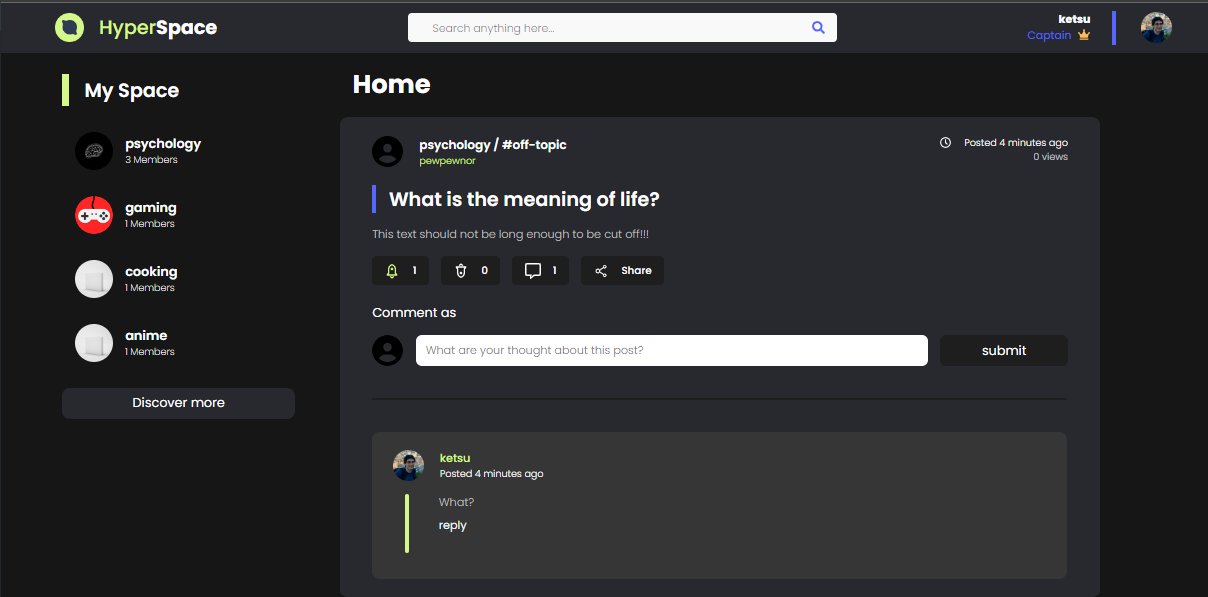 HyperSpace
Search anything here...
ketsu
Captain
My Space
psychology
3 Members
gaming
1 Members
cooking
1 Members
anime
1 Members
Discover more
Home
psychology / #off-topic
pewpewnor
Posted 4 minutes ago
0 views
What is the meaning of life?
This text should not be long enough to be cut off!!!
1 0 1 Share
Comment as
What are your thought about this post?
submit
ketsu
Posted 4 minutes ago
What?
reply